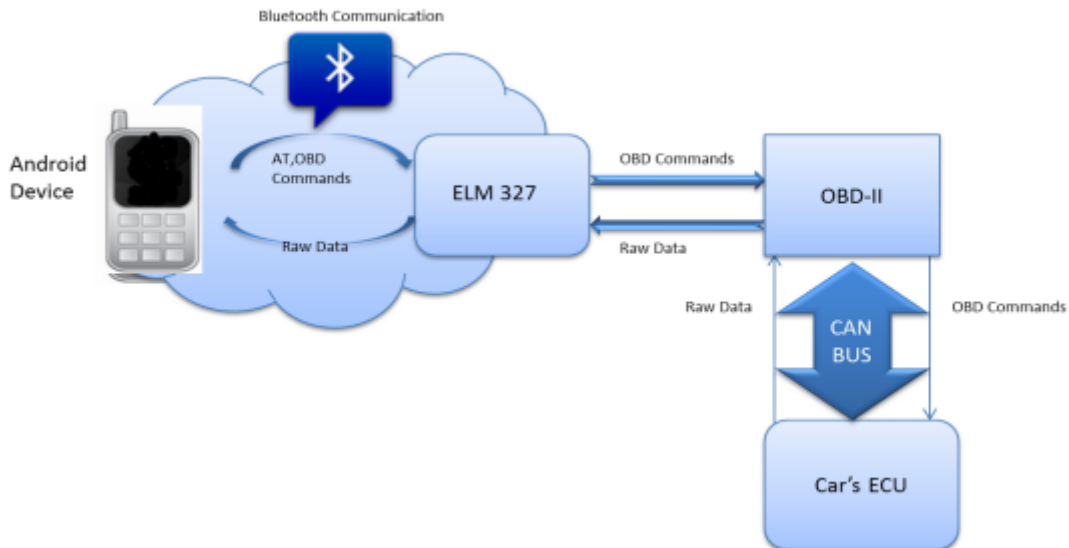 Bluetooth Communication
Android
Device
AT,OBD
Commands
Raw Data
ELM 327
OBD Commands
Raw Data
OBD-II
Raw Data
CAN
BUS
OBD Commands
Car's ECU